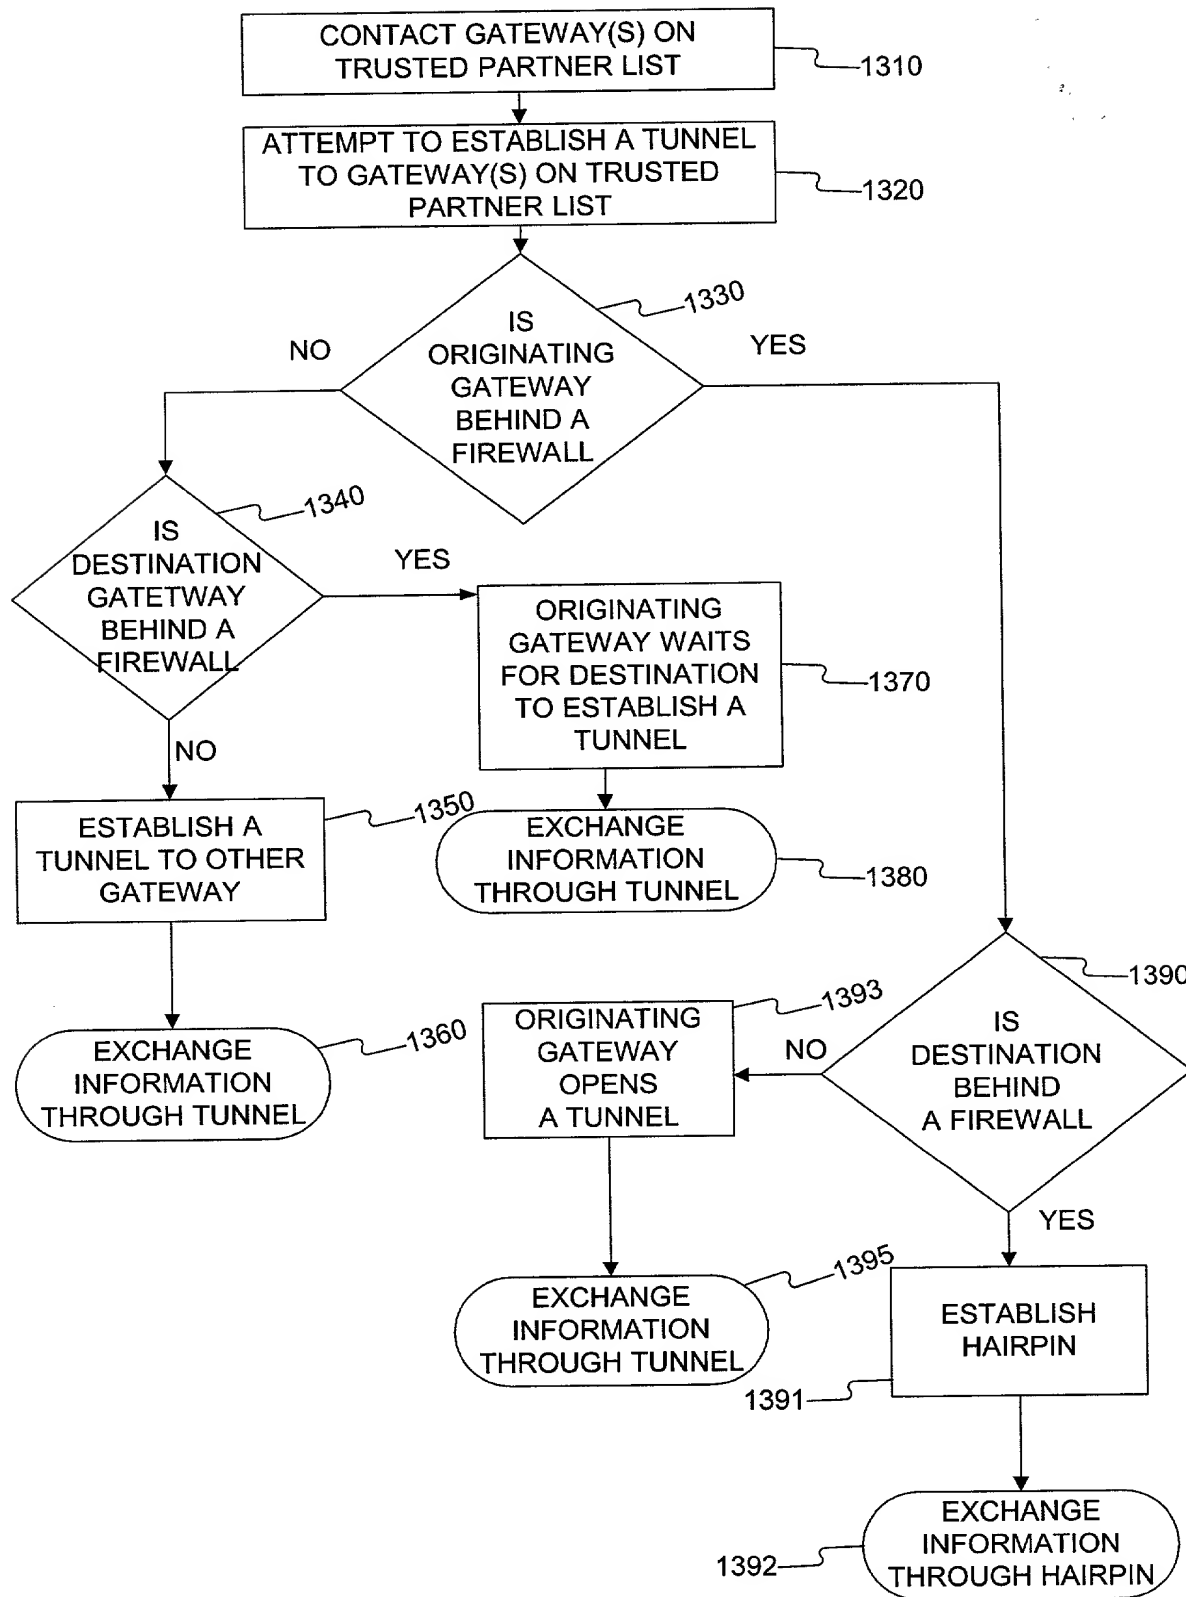 CONTACT GATEWAY(S) ON
TRUSTED PARTNER LIST
1310
ATTEMPT TO ESTABLISH A TUNNEL
TO GATEWAY(S) ON TRUSTED
PARTNER LIST
1320
1330
IS
ORIGINATING
GATEWAY
BEHIND A
FIREWALL
NO
YES
1340
IS
DESTINATION
GATETWAY
BEHIND A
FIREWALL
YES
NO
ORIGINATING
GATEWAY WAITS
FOR DESTINATION
TO ESTABLISH A
TUNNEL
1370
1350
ESTABLISH A
TUNNEL TO OTHER
GATEWAY
EXCHANGE
INFORMATION
THROUGH TUNNEL
1380
1360
EXCHANGE
INFORMATION
THROUGH TUNNEL
1390
IS
DESTINATION
BEHIND
A FIREWALL
NO
YES
1393
ORIGINATING
GATEWAY
OPENS
A TUNNEL
1395
EXCHANGE
INFORMATION
THROUGH TUNNEL
ESTABLISH
HAIRPIN
1391
EXCHANGE
INFORMATION
THROUGH HAIRPIN
1392